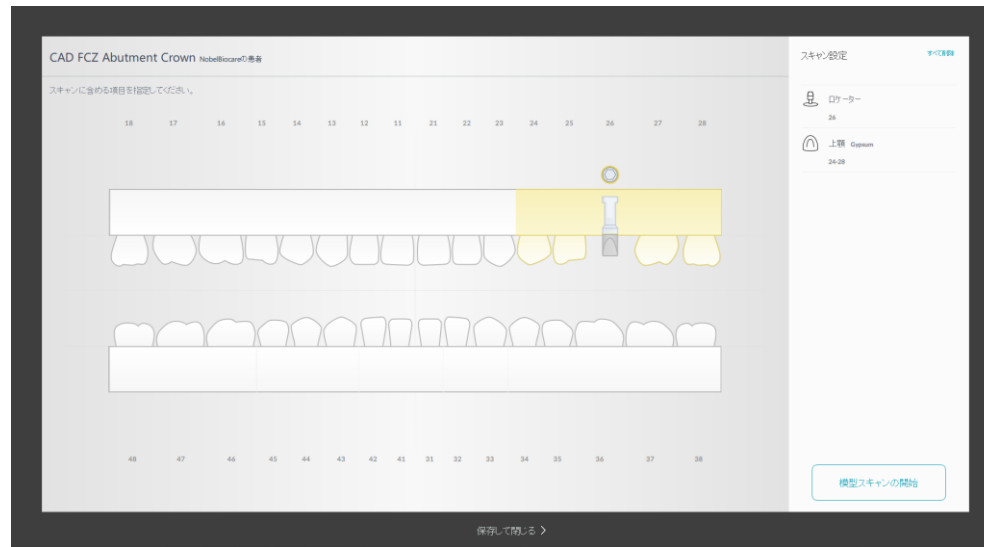 CAD FCZ Abutment Crown NobelBiocareの患者
スキャンに含める項目を指定してください。
18 17 16 15 14 13 12 11 21 22 23 24 25 26 27 28
48 47 46 45 44 43 42 41 31 32 33 34 35 36 37 38
スキャン設定 すべて削除
ロケーター
26
上顎 Gypsum
24-28
模型スキャンの開始
保存して閉じる